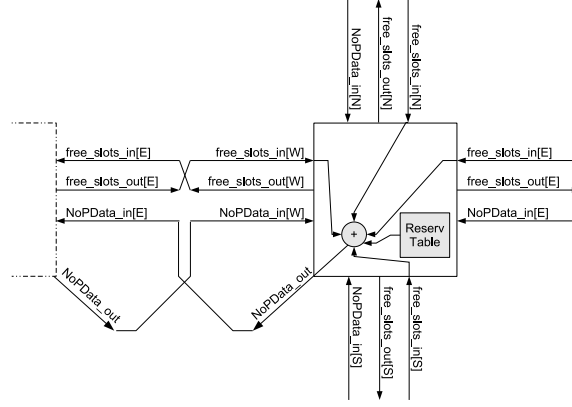 NoPData_in[N]
free_slots_out[N]
free_slots_in[N]
free_slots_in[E]
free_slots_in[W]
free_slots_in[E]
free_slots_out[E]
free_slots_out[W]
free_slots_out[E]
NoPData_in[E]
NoPData_in[W]
NoPData_in[E]
+
Reserv
Table
NoPData_out
NoPData_out
NoPData_in[S]
free_slots_out[S]
free_slots_in[S]